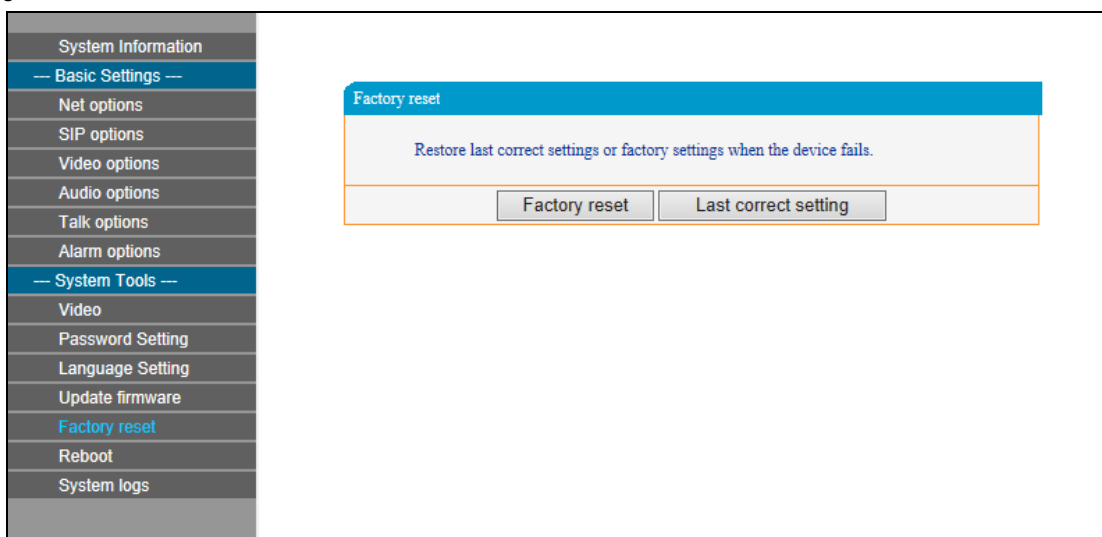 System Information
--- Basic Settings ---
Net options
SIP options
Video options
Audio options
Talk options
Alarm options
--- System Tools ---
Video
Password Setting
Language Setting
Update firmware
Factory reset
Reboot
System logs
Factory reset
Restore last correct settings or factory settings when the device fails.
Factory reset Last correct setting